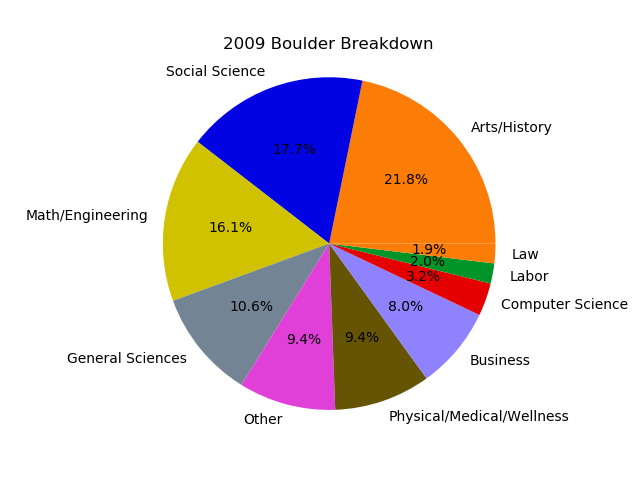 2009 Boulder Breakdown
Social Science
Arts/History
17.7%
21.8%
Math/Engineering
16.1%
1.9%
Law
2.0%
Labor
3.2%
Computer Science
10.6%
8.0%
9.4%
9.4%
General Sciences
Business
Other
Physical/Medical/Wellness